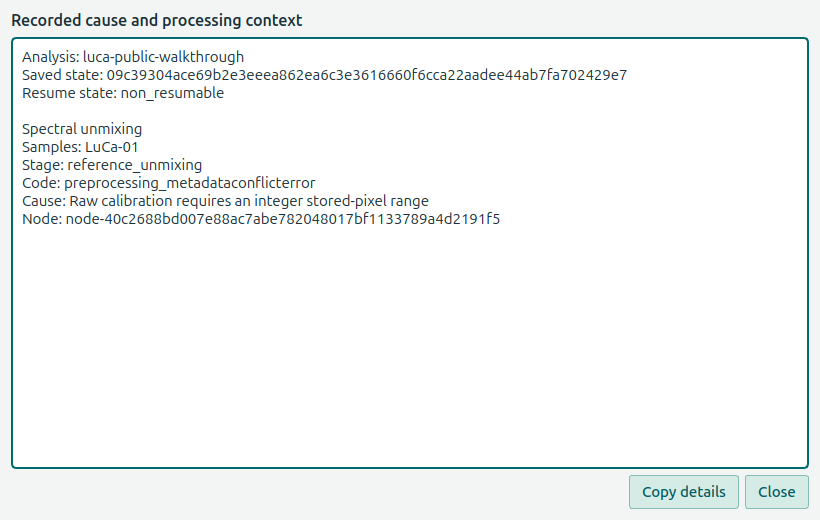 Recorded cause and processing context
Analysis: luca-public-walkthrough
Saved state: 09c39304ace69b2e3eeea862ea6c3e3616660f6cca22aadee44ab7fa702429e7
Resume state: non_resumable
Spectral unmixing
Samples: LuCa-01
Stage: reference_unmixing
Code: preprocessing_metadataconflicterror
Cause: Raw calibration requires an integer stored-pixel range
Node: node-40c2688bd007e88ac7abe782048017bf1133789a4d2191f5
Copy details
Close